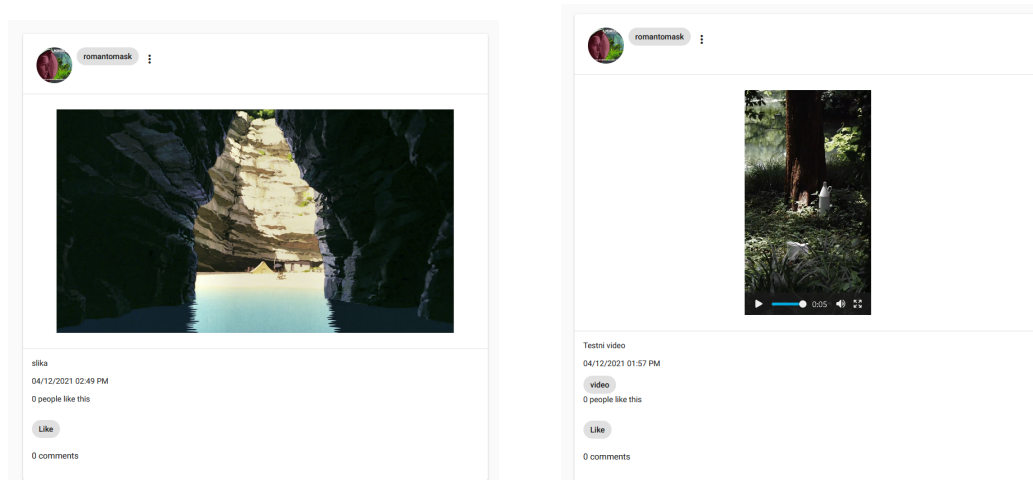 romantomask
slika
04/12/2021 02:49 PM
0 people like this
Like
0 comments
romantomask
0:05
Testni video
04/12/2021 01:57 PM
video
0 people like this
Like
0 comments